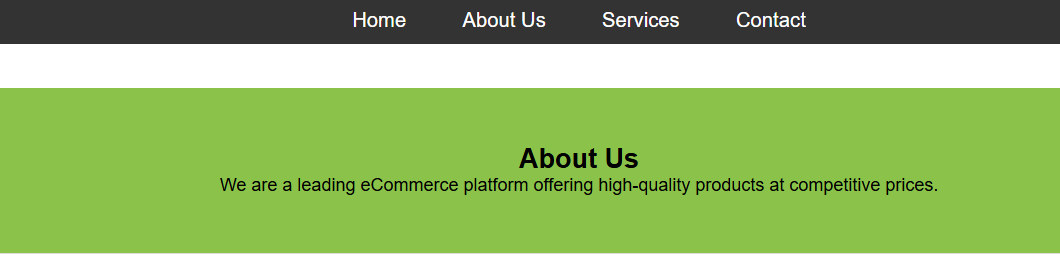 Home About Us Services Contact
About Us
We are a leading eCommerce platform offering high-quality products at competitive prices.